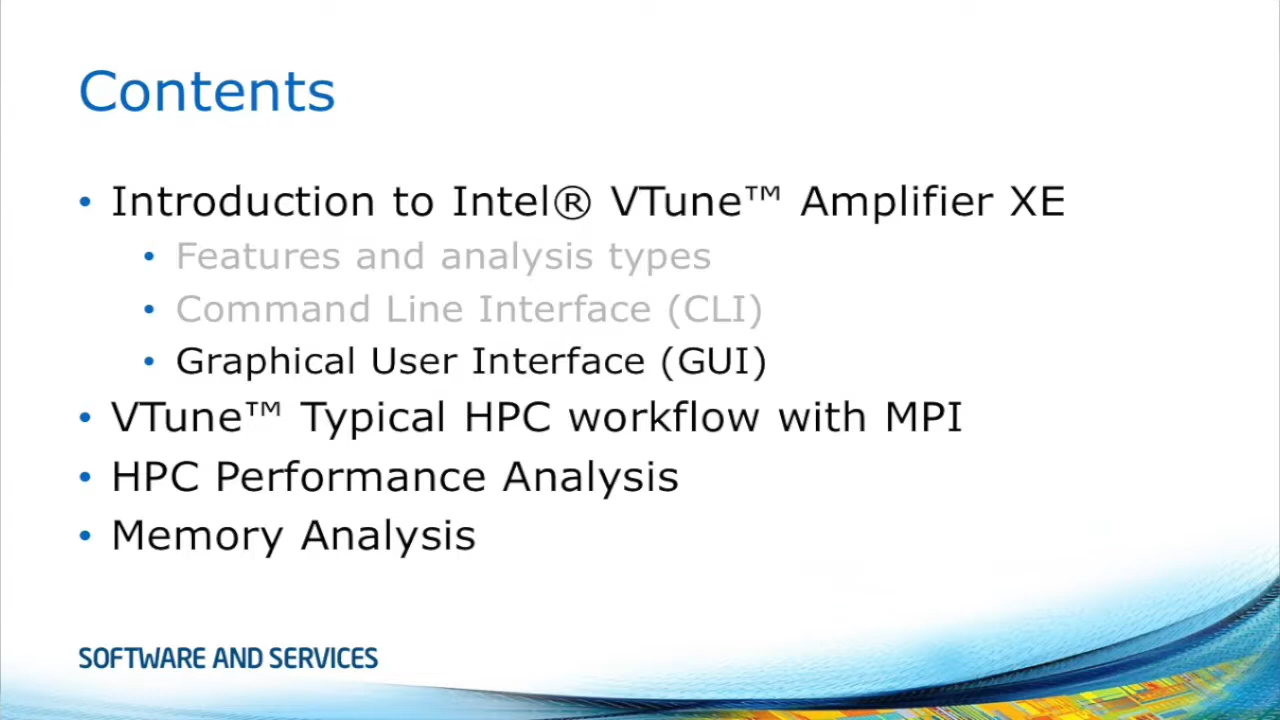 Contents
• Introduction to Intel® VTune™ Amplifier XE
• Features and analysis types
• Command Line Interface (CLI)
• Graphical User Interface (GUI)
• VTune™ Typical HPC workflow with MPI
• HPC Performance Analysis
• Memory Analysis
SOFTWARE AND SERVICES